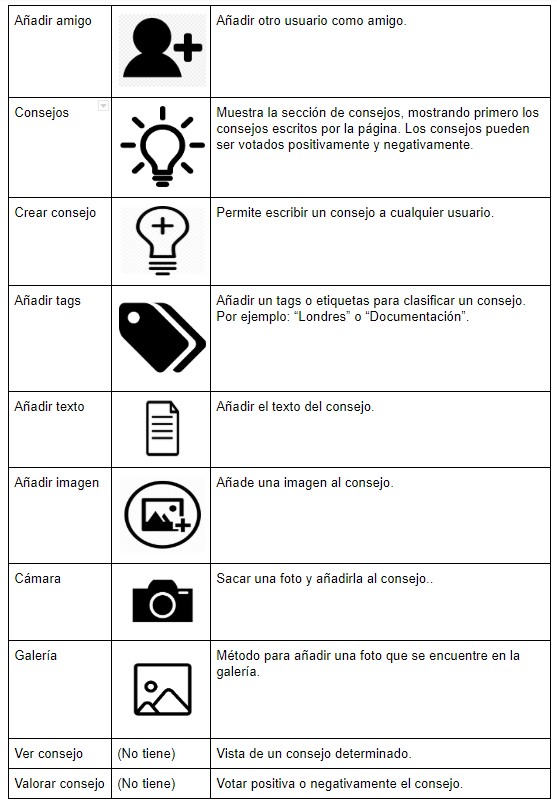 Añadir amigo
Añadir otro usuario como amigo.
Consejos
Muestra la sección de consejos, mostrando primero los
consejos escritos por la página. Los consejos pueden
ser votados positivamente y negativamente.
Crear consejo
Permite escribir un consejo a cualquier usuario.
Añadir tags
Añadir un tags o etiquetas para clasificar un consejo.
Por ejemplo: “Londres” o “Documentación”.
Añadir texto
Añadir el texto del consejo.
Añadir imagen
Añade una imagen al consejo.
Cámara
Sacar una foto y añadirla al consejo..
Galería
Método para añadir una foto que se encuentre en la
galería.
Ver consejo
(No tiene)
Vista de un consejo determinado.
Valorar consejo
(No tiene)
Votar positiva o negativamente el consejo.